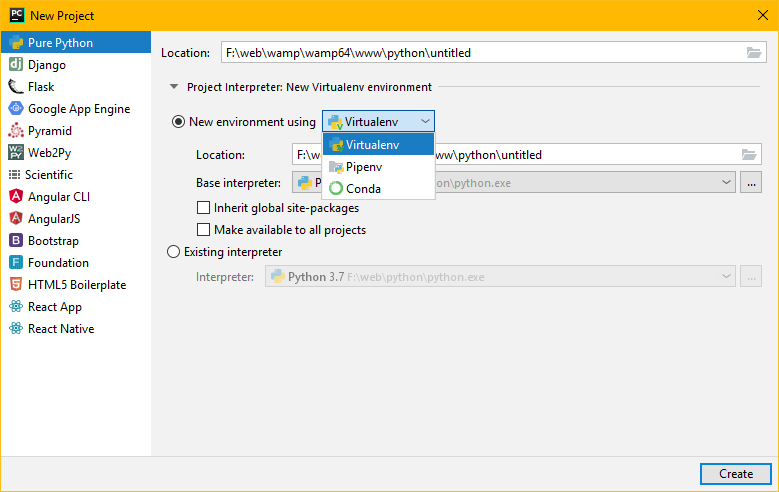 PC New Project
Pure Python
Django
Flask
Google App Engine
Pyramid
Web2Py
Scientific
Angular CLI
AngularJS
Bootstrap
Foundation
HTML5 Boilerplate
React App
React Native
Location: F:\web\wamp\wamp64\www\python\untitled
Project Interpreter: New Virtualenv environment
New environment using Virtualenv
Virtualenv
Pipenv
Conda
Location: \www\python\untitled
Base interpreter: \python\python.exe ...
Inherit global site-packages
Make available to all projects
Existing interpreter
Interpreter: Python 3.7 F:\web\python\python.exe ...
Create